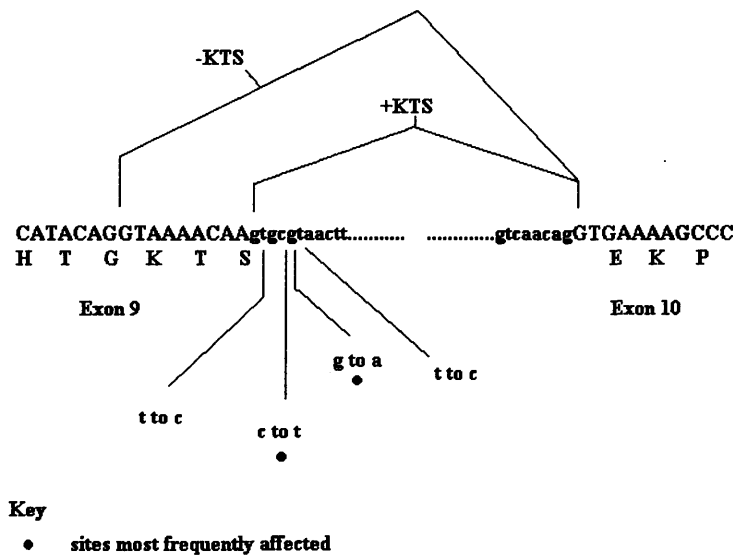 -KTS
+KTS
CATACAGGTAAAACAAgtgcgtaactt........... ..............gtcaacagGTGAAAAGCCC
H T G K T S E K P
Exon 9 Exon 10
g to a
t to c
t to c
c to t
Key
• sites most frequently affected